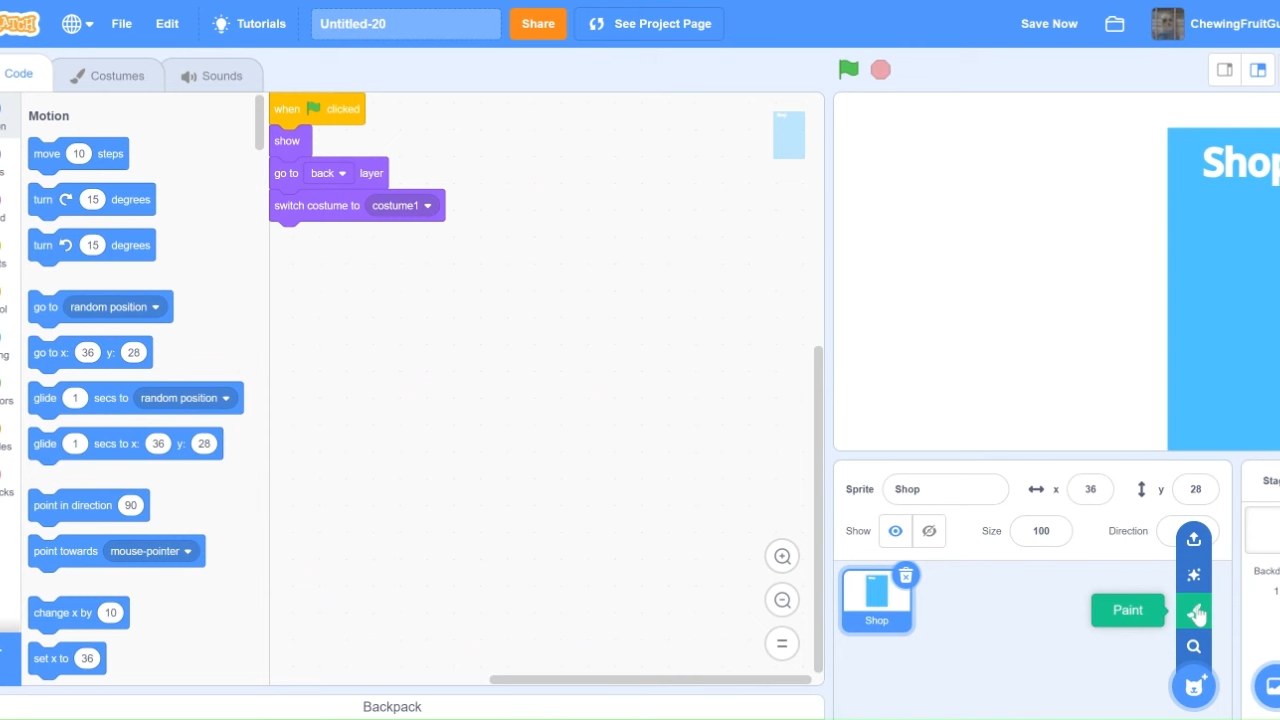 File
Edit
Tutorials
Untitled-20
Share
See Project Page
Save Now
ChewingFruitGu
Code
Costumes
Sounds
Motion
move 10 steps
turn 15 degrees
turn 15 degrees
go to random position
go to x: 36 y: 28
glide 1 secs to random position
glide 1 secs to x: 36 y: 28
point in direction 90
point towards mouse-pointer
change x by 10
set x to 36
when clicked
show
go to back layer
switch costume to costume1
Shop
Sprite Shop x 36 y 28
Show Size 100 Direction
Shop
Paint
Stag
Backd
1
Backpack